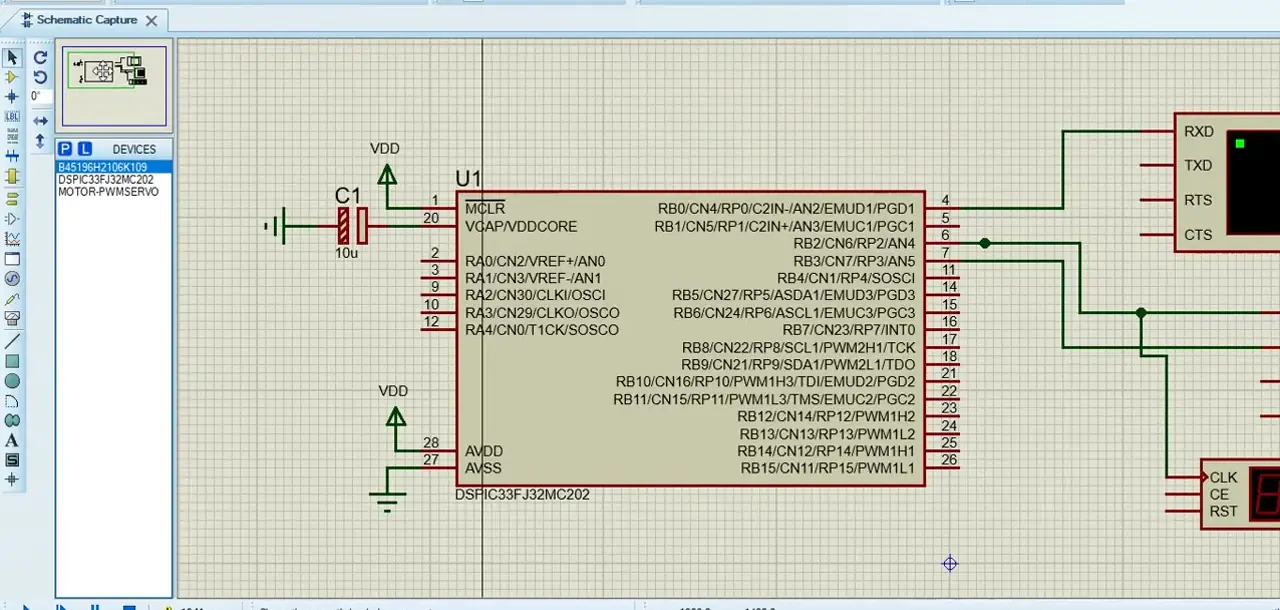 Schematic Capture
0°
P L DEVICES
B45196H2106K109
DSPIC33FJ32MC202
MOTOR-PWMSERVO
LBL
A
S
VDD
C1
10u
U1
1 MCLR
20 VCAP/VDDCORE
2 RA0/CN2/VREF+/AN0
3 RA1/CN3/VREF-/AN1
9 RA2/CN30/CLKI/OSCI
10 RA3/CN29/CLKO/OSCO
12 RA4/CN0/T1CK/SOSCO
VDD
28 AVDD
27 AVSS
DSPIC33FJ32MC202
RB0/CN4/RP0/C2IN-/AN2/EMUD1/PGD1 4
RB1/CN5/RP1/C2IN+/AN3/EMUC1/PGC1 5
RB2/CN6/RP2/AN4 6
RB3/CN7/RP3/AN5 7
RB4/CN1/RP4/SOSCI 11
RB5/CN27/RP5/ASDA1/EMUD3/PGD3 14
RB6/CN24/RP6/ASCL1/EMUC3/PGC3 15
RB7/CN23/RP7/INT0 16
RB8/CN22/RP8/SCL1/PWM2H1/TCK 17
RB9/CN21/RP9/SDA1/PWM2L1/TDO 18
RB10/CN16/RP10/PWM1H3/TDI/EMUD2/PGD2 21
RB11/CN15/RP11/PWM1L3/TMS/EMUC2/PGC2 22
RB12/CN14/RP12/PWM1H2 23
RB13/CN13/RP13/PWM1L2 24
RB14/CN12/RP14/PWM1H1 25
RB15/CN11/RP15/PWM1L1 26
RXD
TXD
RTS
CTS
CLK
CE
RST